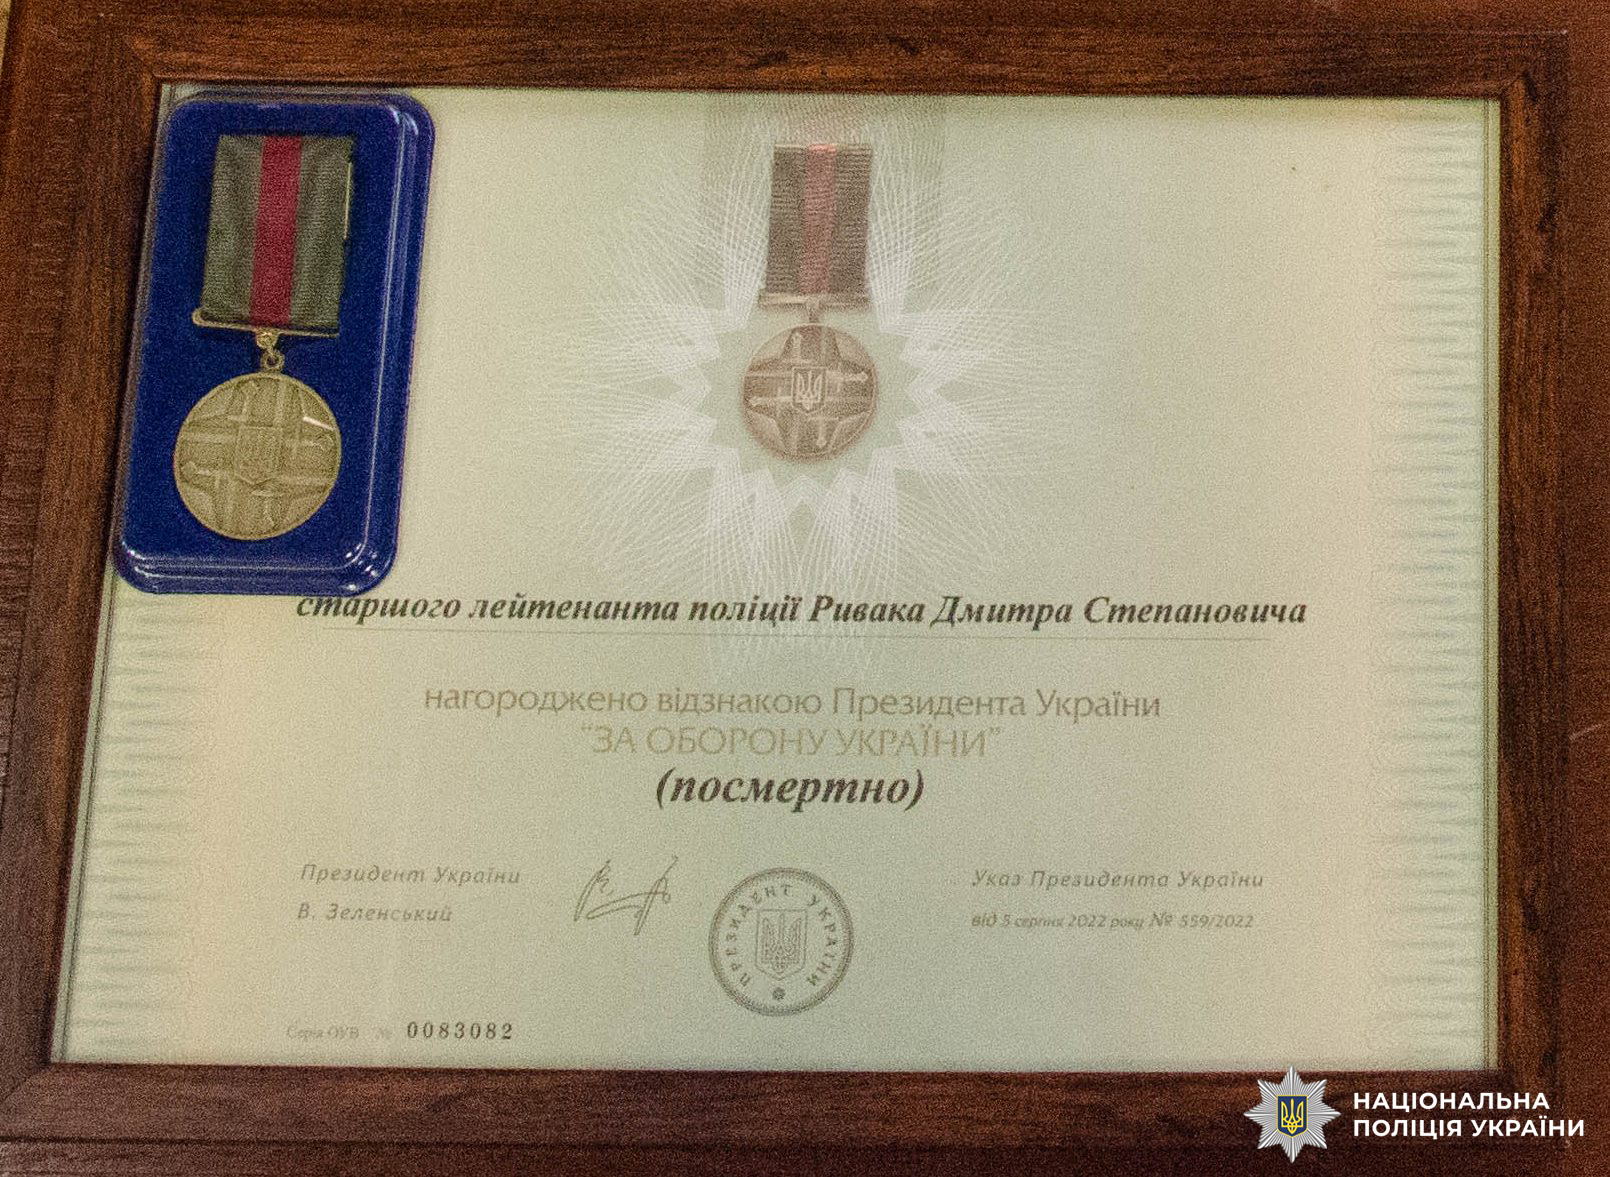 старшого лейтенанта поліції Ривака Дмитра Степановича
нагороджено відзнакою Президента України
“ЗА ОБОРОНУ УКРАЇНИ”
(посмертно)
Президент України
В. Зеленський
ПРЕЗИДЕНТ УКРАЇНИ
Указ Президента України
від 5 серпня 2022 року № 559/2022
Серія ОУВ № 0083082
НАЦІОНАЛЬНА
ПОЛІЦІЯ УКРАЇНИ